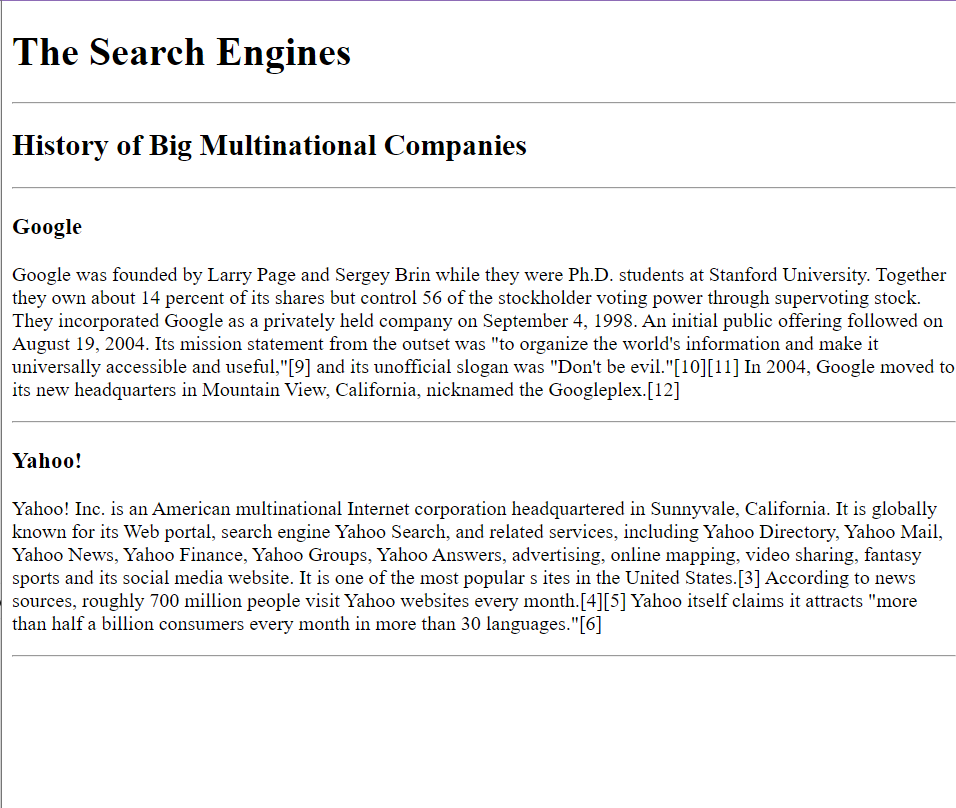 The Search Engines
History of Big Multinational Companies
Google
Google was founded by Larry Page and Sergey Brin while they were Ph.D. students at Stanford University. Together
they own about 14 percent of its shares but control 56 of the stockholder voting power through supervoting stock.
They incorporated Google as a privately held company on September 4, 1998. An initial public offering followed on
August 19, 2004. Its mission statement from the outset was "to organize the world's information and make it
universally accessible and useful,"[9] and its unofficial slogan was "Don't be evil."[10][11] In 2004, Google moved to
its new headquarters in Mountain View, California, nicknamed the Googleplex.[12]
Yahoo!
Yahoo! Inc. is an American multinational Internet corporation headquartered in Sunnyvale, California. It is globally
known for its Web portal, search engine Yahoo Search, and related services, including Yahoo Directory, Yahoo Mail,
Yahoo News, Yahoo Finance, Yahoo Groups, Yahoo Answers, advertising, online mapping, video sharing, fantasy
sports and its social media website. It is one of the most popular s ites in the United States.[3] According to news
sources, roughly 700 million people visit Yahoo websites every month.[4][5] Yahoo itself claims it attracts "more
than half a billion consumers every month in more than 30 languages."[6]